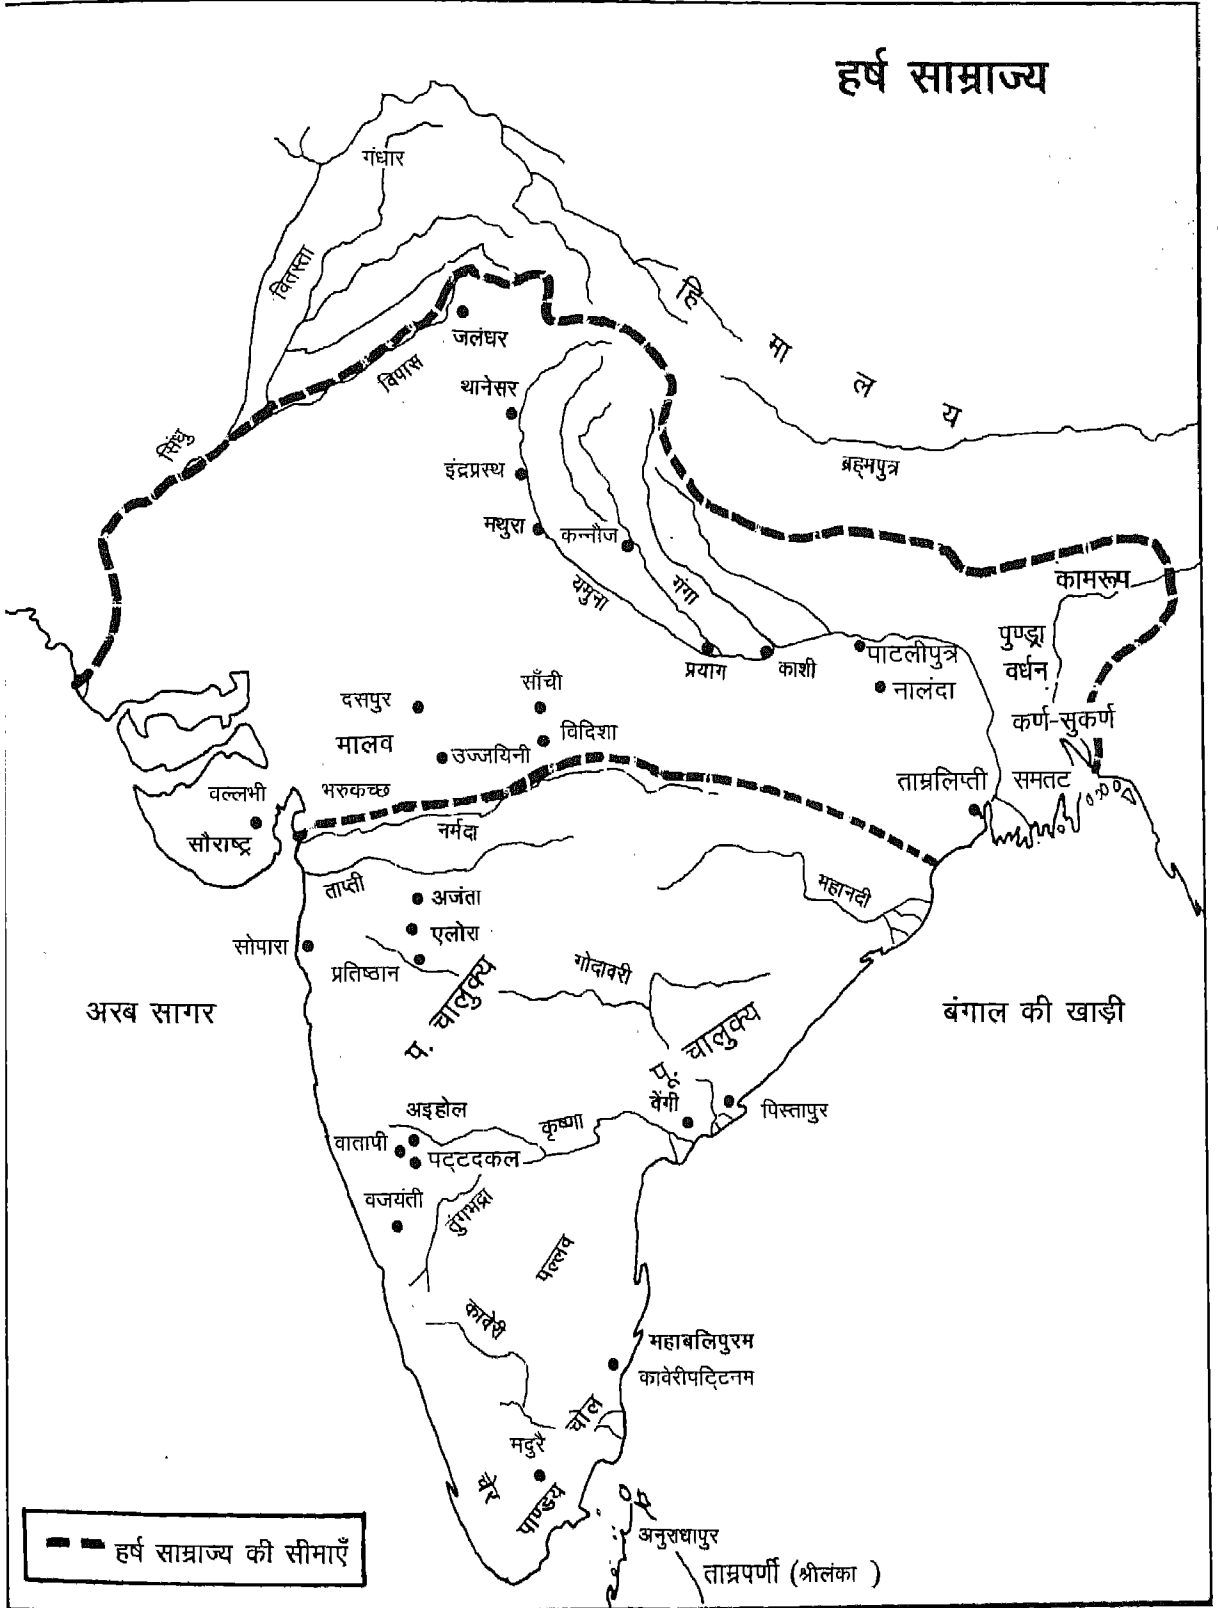 हर्ष साम्राज्य
गंधार
वितस्ता
हिमालय
जलंधर
विपास
थानेसर
सिंधु
इंद्रप्रस्थ
ब्रह्मपुत्र
मथुरा
कन्नौज
यमुना
गंगा
कामरूप
पुण्ड्रा
वर्धन
प्रयाग
काशी
पाटलीपुत्र
नालंदा
साँची
दसपुर
कर्ण-सुकर्ण
मालव
विदिशा
उज्जयिनी
ताम्रलिप्ती
समतट
वल्लभी
भरुकच्छ
सौराष्ट्र
नर्मदा
ताप्ती
महानदी
अजंता
एलोरा
सोपारा
प्रतिष्ठान
गोदावरी
प. चालुक्य
अरब सागर
बंगाल की खाड़ी
पू. चालुक्य
वेंगी
पिस्तापुर
अइहोल
कृष्णा
वातापी
पट्टदकल
वजयंती
तुंगभद्रा
पल्लव
कावेरी
महाबलिपुरम
कावेरीपट्टिनम
चोल
मदुरै
चैर
पाण्डय
अनुराधापुर
ताम्रपर्णी (श्रीलंका )
हर्ष साम्राज्य की सीमाएँ